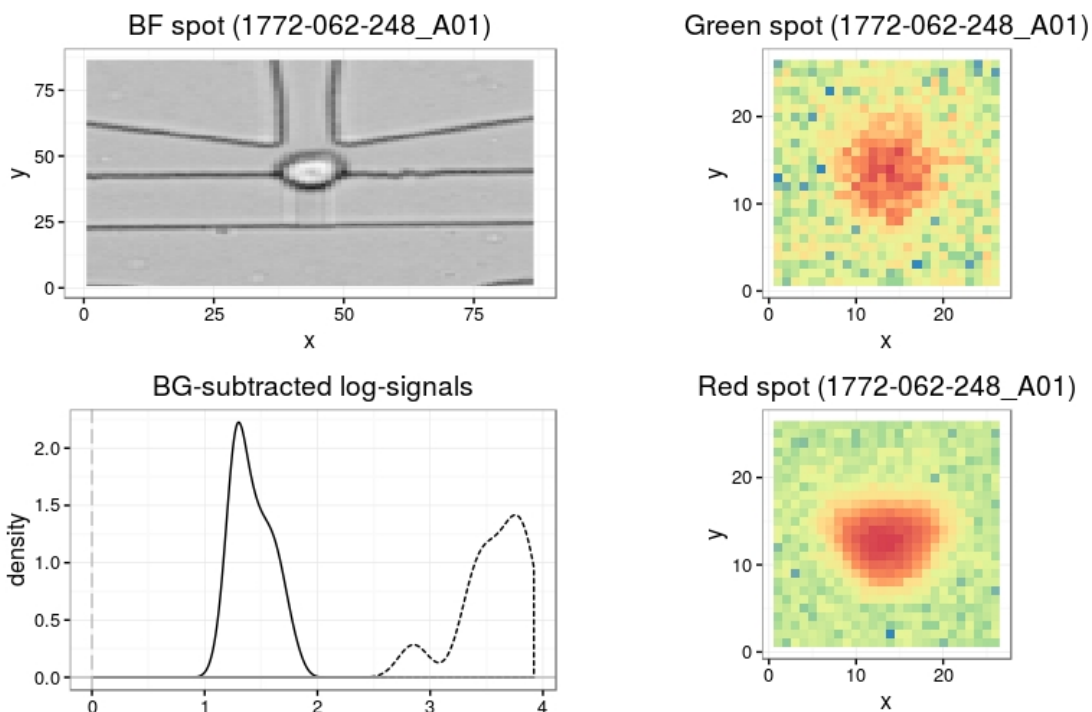 BF spot (1772-062-248_A01)
75
50
25
0
y
0 25 50 75
x
Green spot (1772-062-248_A01)
20
10
0
y
0 10 20
x
BG-subtracted log-signals
2.0
1.5
1.0
0.5
0.0
density
0 1 2 3 4
Red spot (1772-062-248_A01)
20
10
0
y
0 10 20
x